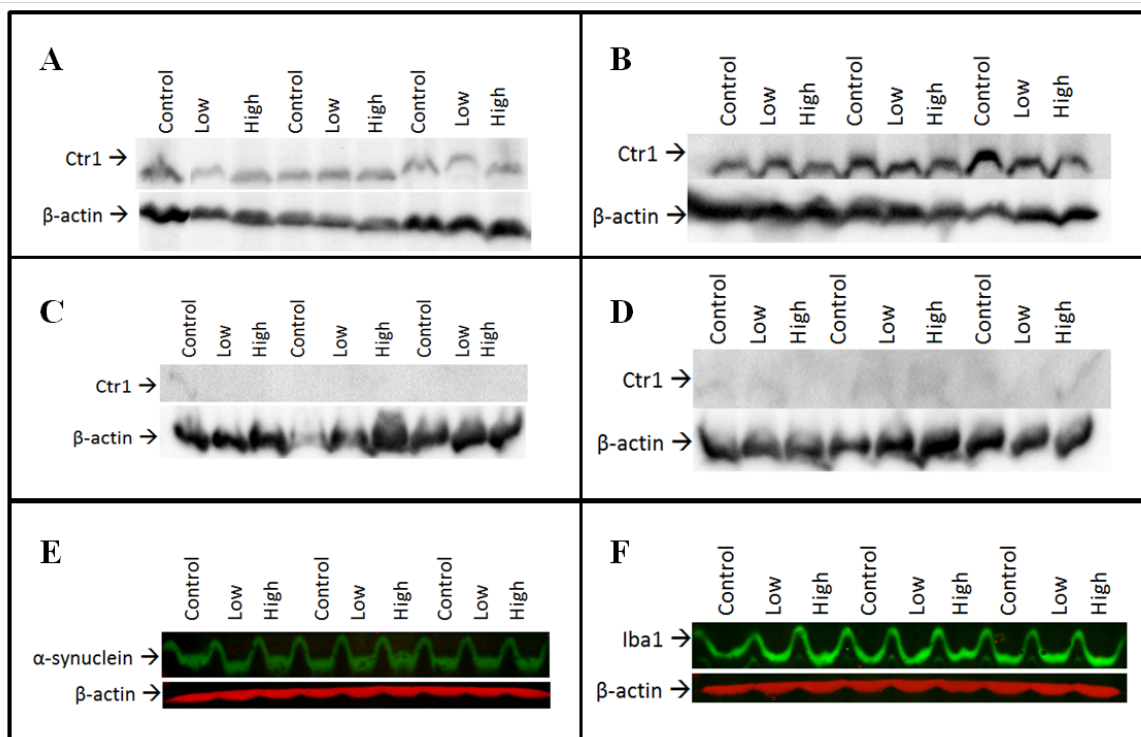 A
Control Low High Control Low High Control Low High
Ctr1 →
β-actin →
B
Control Low High Control Low High Control Low High
Ctr1 →
β-actin →
C
Control Low High Control Low High Control Low High
Ctr1 →
β-actin →
D
Control Low High Control Low High Control Low High
Ctr1 →
β-actin →
E
Control Low High Control Low High Control Low High
α-synuclein →
β-actin →
F
Control Low High Control Low High Control Low High
Iba1 →
β-actin →